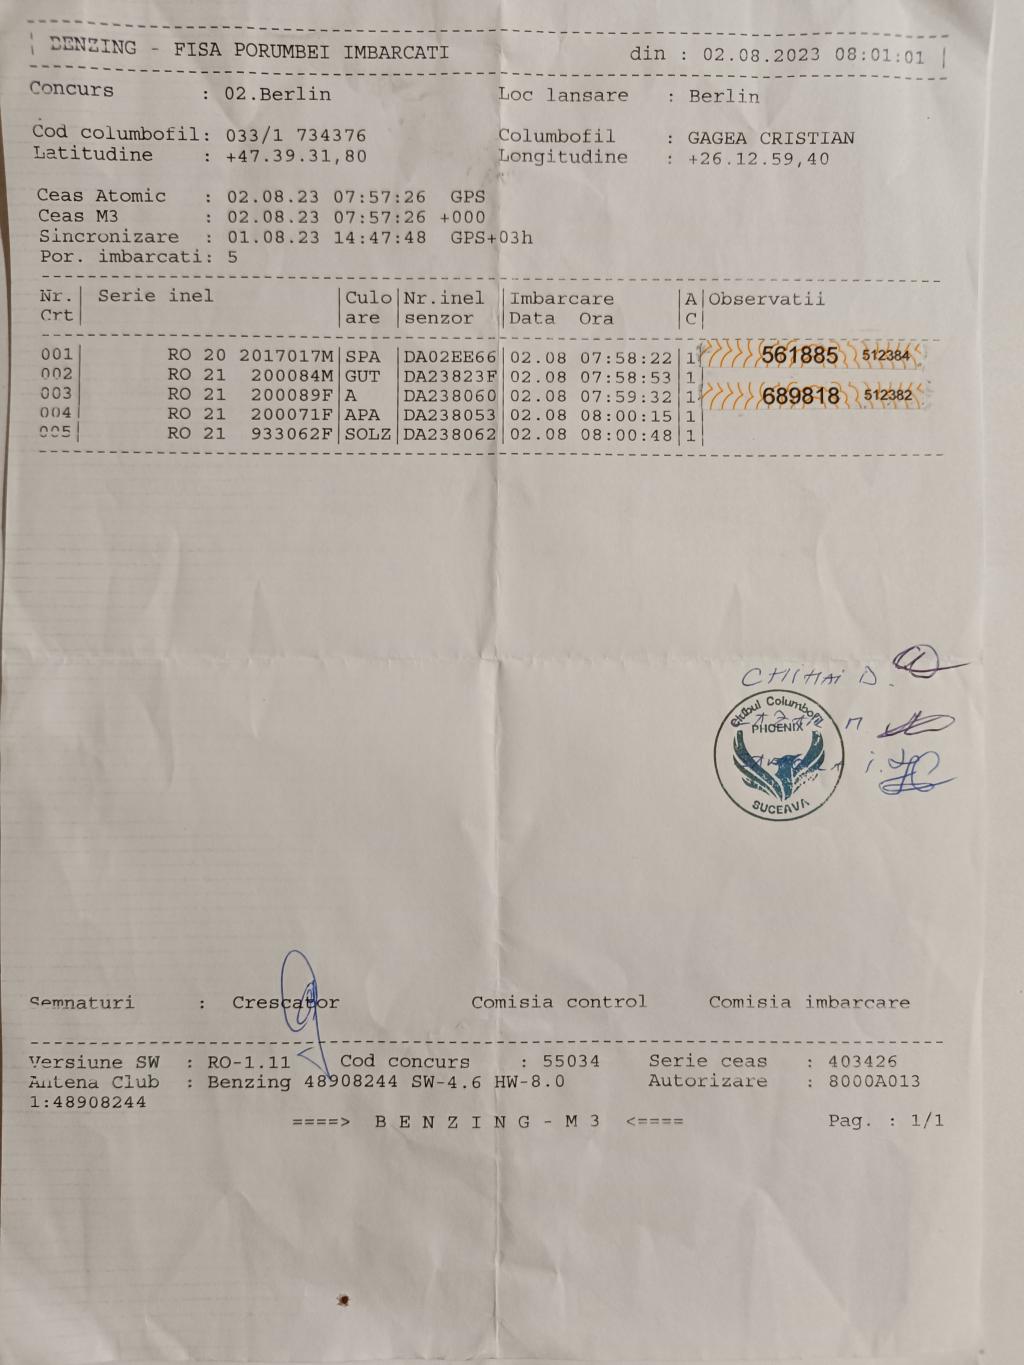 BENZING - FISA PORUMBEI IMBARCATI din : 02.08.2023 08:01:01
Concurs : 02.Berlin Loc lansare : Berlin
Cod columbofil: 033/1 734376 Columbofil : GAGEA CRISTIAN
Latitudine : +47.39.31,80 Longitudine : +26.12.59,40
Ceas Atomic : 02.08.23 07:57:26 GPS
Ceas M3 : 02.08.23 07:57:26 +000
Sincronizare : 01.08.23 14:47:48 GPS+03h
Por. imbarcati: 5
Nr. | Serie inel |Culo|Nr.inel |Imbarcare |A|Observatii
Crt | |are |senzor |Data Ora |C|
001| RO 20 2017017M|SPA |DA02EE66|02.08 07:58:22|1| 561885 512384
002| RO 21 200084M|GUT |DA23823F|02.08 07:58:53|1|
003| RO 21 200089F|A |DA238060|02.08 07:59:32|1| 689818 512382
004| RO 21 200071F|APA |DA238053|02.08 08:00:15|1|
005| RO 21 933062F|SOLZ|DA238062|02.08 08:00:48|1|
CHIHAI D.
Clubul Columbofil
PHOENIX
SUCEAVA
Semnaturi : Crescator Comisia control Comisia imbarcare
Versiune SW : RO-1.11 Cod concurs : 55034 Serie ceas : 403426
Antena Club : Benzing 48908244 SW-4.6 HW-8.0 Autorizare : 8000A013
1:48908244
====> B E N Z I N G - M 3 <==== Pag. : 1/1